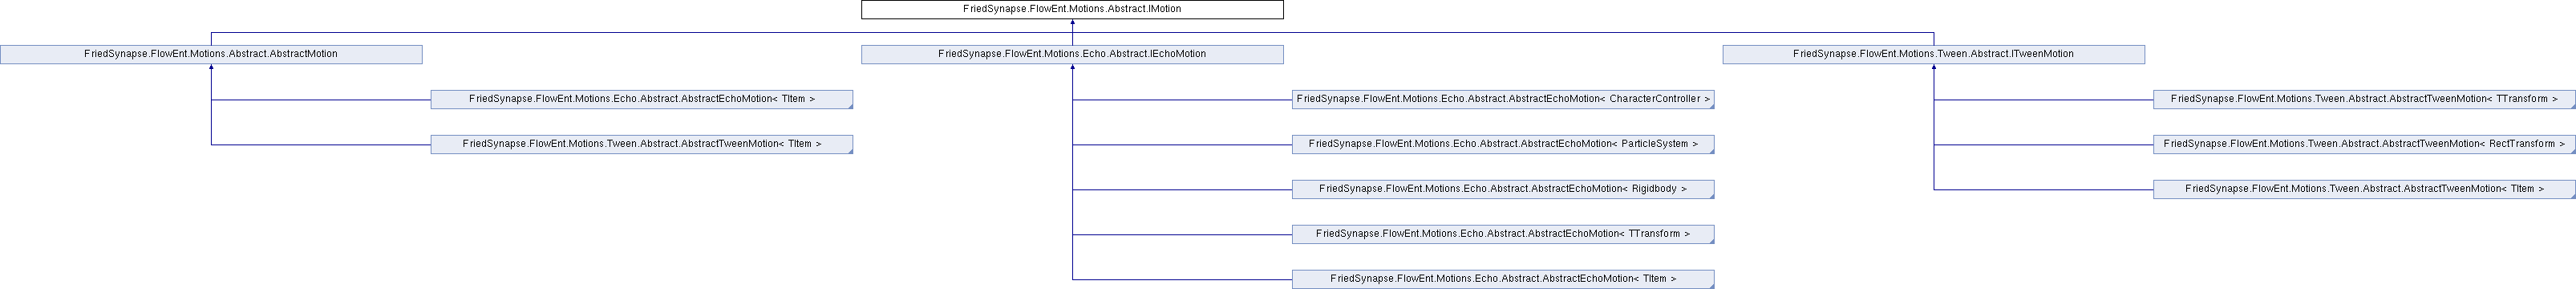 FriedSynapse.FlowEnt.Motions.Abstract.IMotion
FriedSynapse.FlowEnt.Motions.Abstract.AbstractMotion
FriedSynapse.FlowEnt.Motions.Echo.Abstract.IEchoMotion
FriedSynapse.FlowEnt.Motions.Tween.Abstract.ITweenMotion
FriedSynapse.FlowEnt.Motions.Echo.Abstract.AbstractEchoMotion< TItem >
FriedSynapse.FlowEnt.Motions.Echo.Abstract.AbstractEchoMotion< CharacterController >
FriedSynapse.FlowEnt.Motions.Tween.Abstract.AbstractTweenMotion< TTransform >
FriedSynapse.FlowEnt.Motions.Tween.Abstract.AbstractTweenMotion< TItem >
FriedSynapse.FlowEnt.Motions.Echo.Abstract.AbstractEchoMotion< ParticleSystem >
FriedSynapse.FlowEnt.Motions.Tween.Abstract.AbstractTweenMotion< RectTransform >
FriedSynapse.FlowEnt.Motions.Echo.Abstract.AbstractEchoMotion< Rigidbody >
FriedSynapse.FlowEnt.Motions.Tween.Abstract.AbstractTweenMotion< TItem >
FriedSynapse.FlowEnt.Motions.Echo.Abstract.AbstractEchoMotion< TTransform >
FriedSynapse.FlowEnt.Motions.Echo.Abstract.AbstractEchoMotion< TItem >